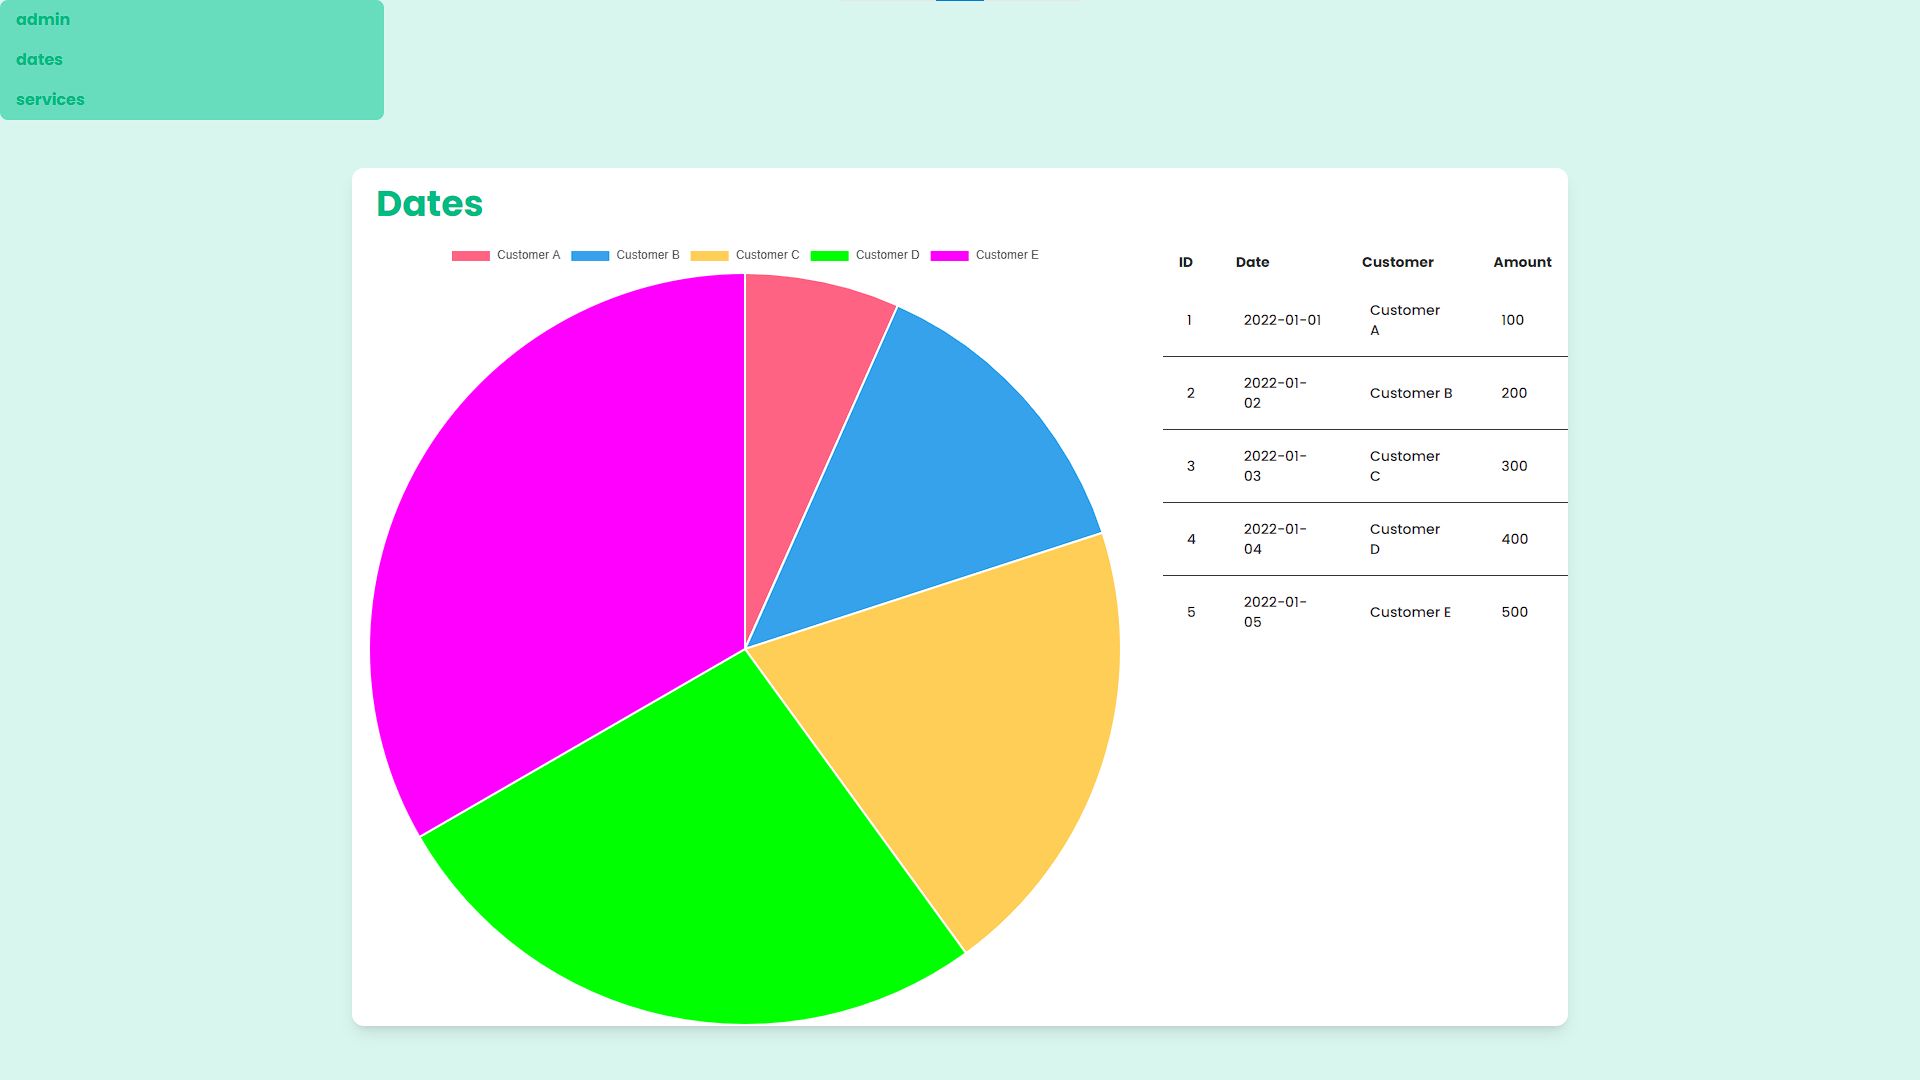 admin
dates
services
Dates
Customer A Customer B Customer C Customer D Customer E
ID Date Customer Amount
1 2022-01-01 Customer A 100
2 2022-01-02 Customer B 200
3 2022-01-03 Customer C 300
4 2022-01-04 Customer D 400
5 2022-01-05 Customer E 500